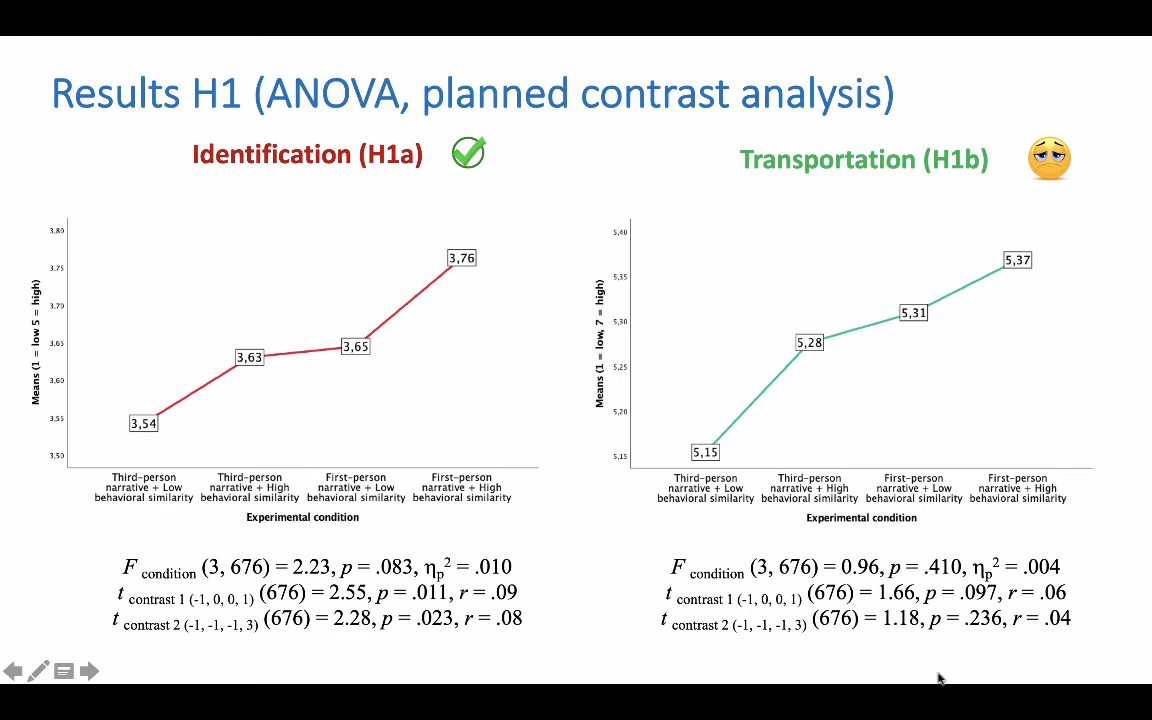 Results H1 (ANOVA, planned contrast analysis)
Identification (H1a)
3,80
3,75
3,70
3,65
3,60
3,55
3,50
Means (1 = low 5 = high)
3,54
3,63
3,65
3,76
Third-person narrative + Low behavioral similarity
Third-person narrative + High behavioral similarity
First-person narrative + Low behavioral similarity
First-person narrative + High behavioral similarity
Experimental condition
F condition (3, 676) = 2.23, p = .083, ηp2 = .010
t contrast 1 (-1, 0, 0, 1) (676) = 2.55, p = .011, r = .09
t contrast 2 (-1, -1, -1, 3) (676) = 2.28, p = .023, r = .08
Transportation (H1b)
5,40
5,35
5,30
5,25
5,20
5,15
Means (1 = low, 7 = high)
5,15
5,28
5,31
5,37
Third-person narrative + Low behavioral similarity
Third-person narrative + High behavioral similarity
First-person narrative + Low behavioral similarity
First-person narrative + High behavioral similarity
Experimental condition
F condition (3, 676) = 0.96, p = .410, ηp2 = .004
t contrast 1 (-1, 0, 0, 1) (676) = 1.66, p = .097, r = .06
t contrast 2 (-1, -1, -1, 3) (676) = 1.18, p = .236, r = .04